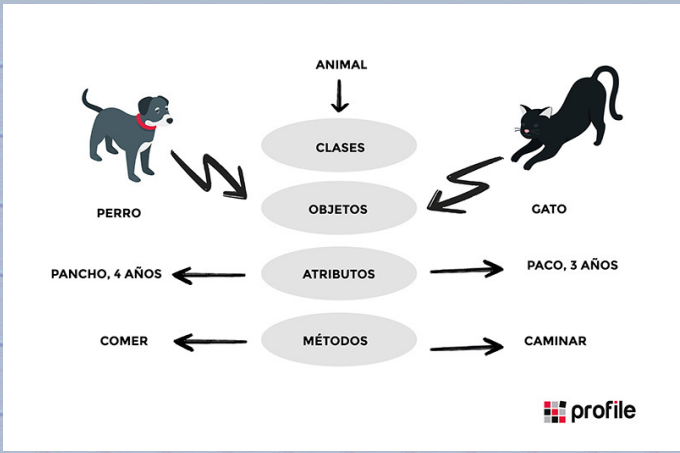 ANIMAL
CLASES
OBJETOS
PERRO
GATO
PANCHO, 4 AÑOS
ATRIBUTOS
PACO, 3 AÑOS
COMER
MÉTODOS
CAMINAR
profile